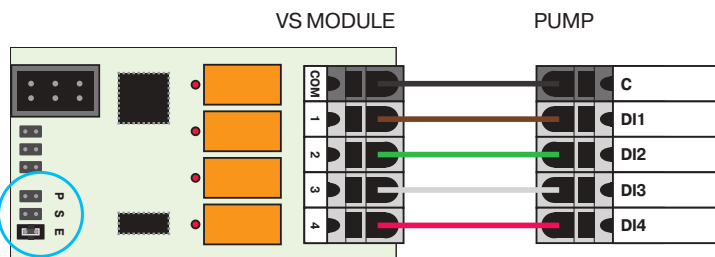 VS MODULE PUMP
COM C
1 DI1
2 DI2
3 DI3
4 DI4
P
S
E